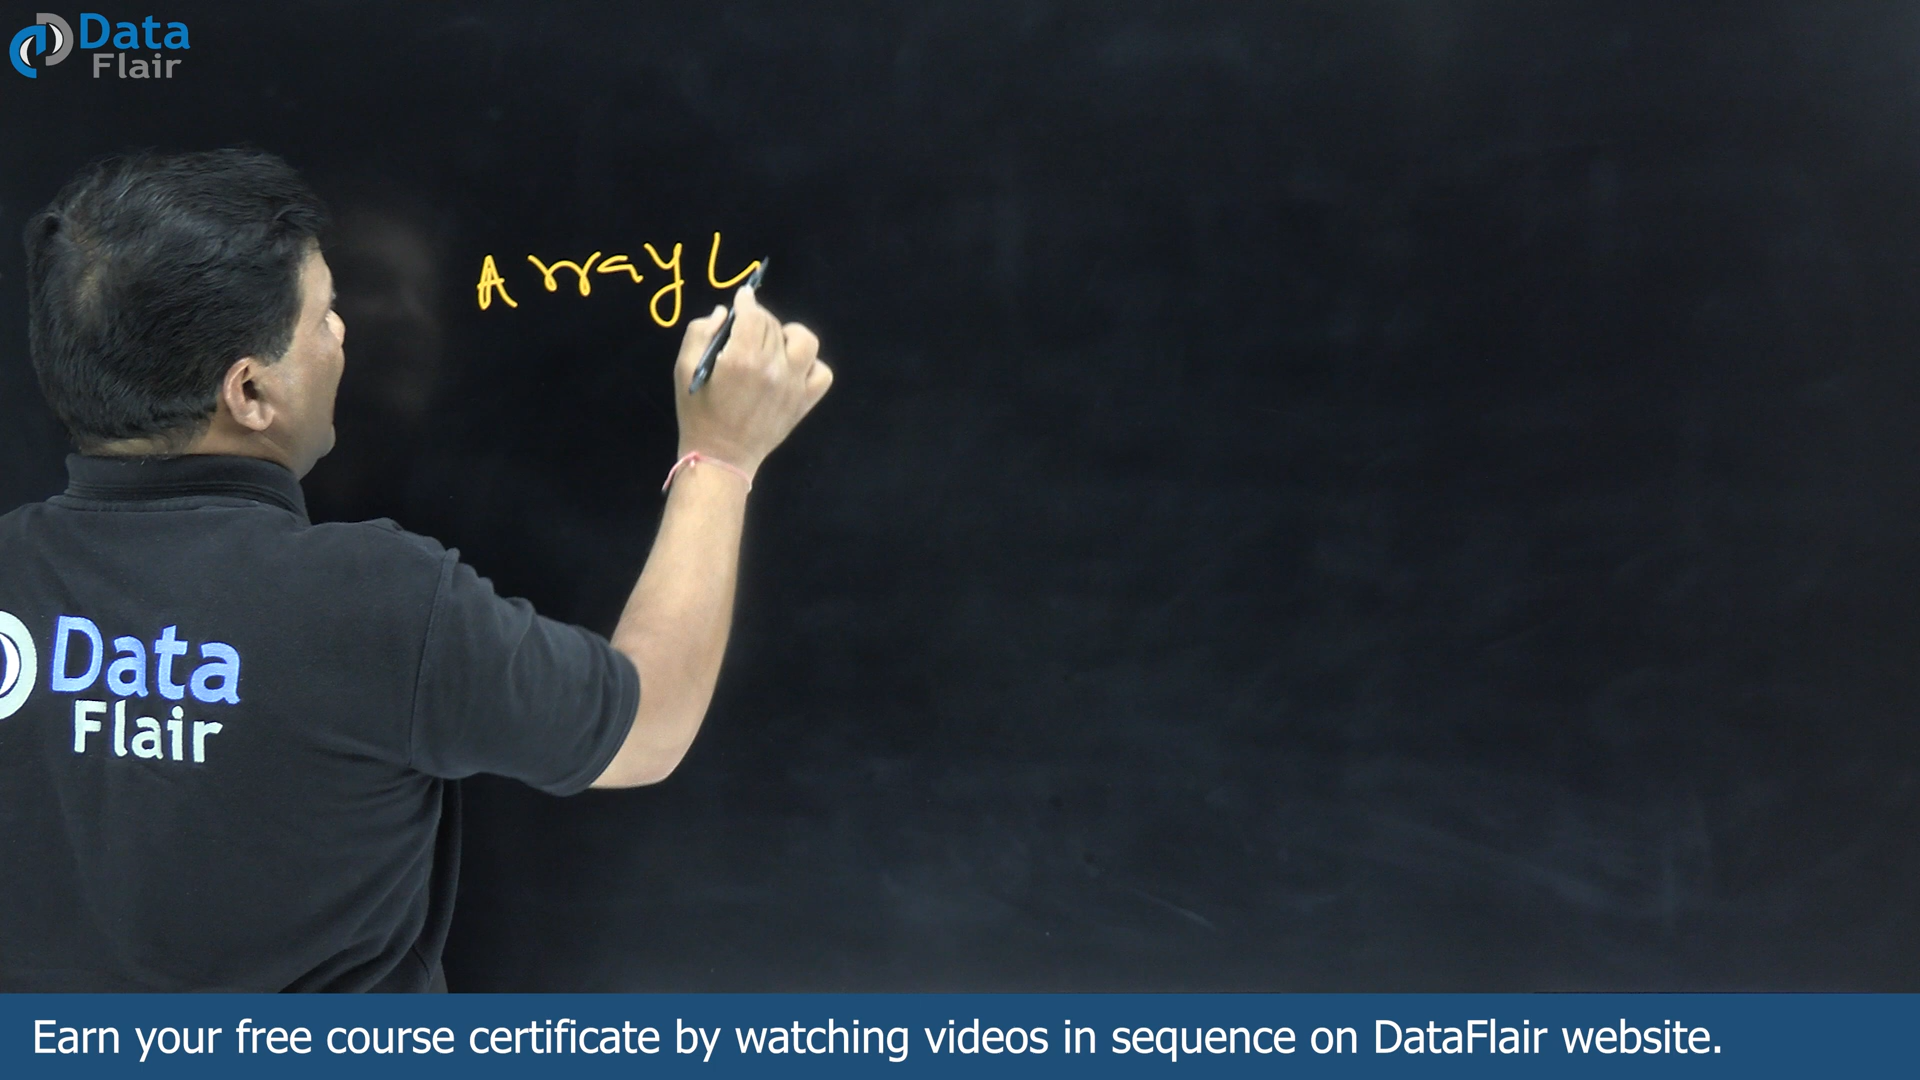 Data
Flair
ArrayL
Data
Flair
Earn your free course certificate by watching videos in sequence on DataFlair website.